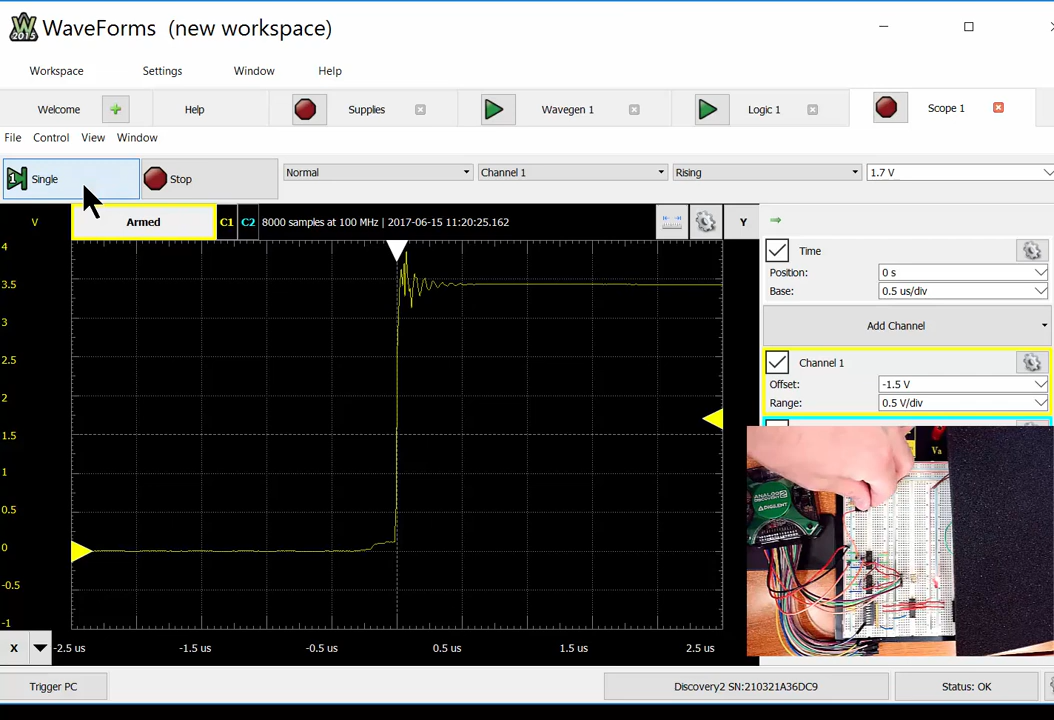 WaveForms (new workspace)
Workspace Settings Window Help
Welcome Help Supplies Wavegen 1 Logic 1 Scope 1
File Control View Window
Single Stop Normal Channel 1 Rising 1.7 V
V Armed C1 C2 8000 samples at 100 MHz | 2017-06-15 11:20:25.162 Y
4
3.5
3
2.5
2
1.5
1
0.5
0
-0.5
-1
X -2.5 us -1.5 us -0.5 us 0.5 us 1.5 us 2.5 us
Time
Position: 0 s
Base: 0.5 us/div
Add Channel
Channel 1
Offset: -1.5 V
Range: 0.5 V/div
Va
ANALOG
DISCOVERY
DIGILENT
Trigger PC Discovery2 SN:210321A36DC9 Status: OK